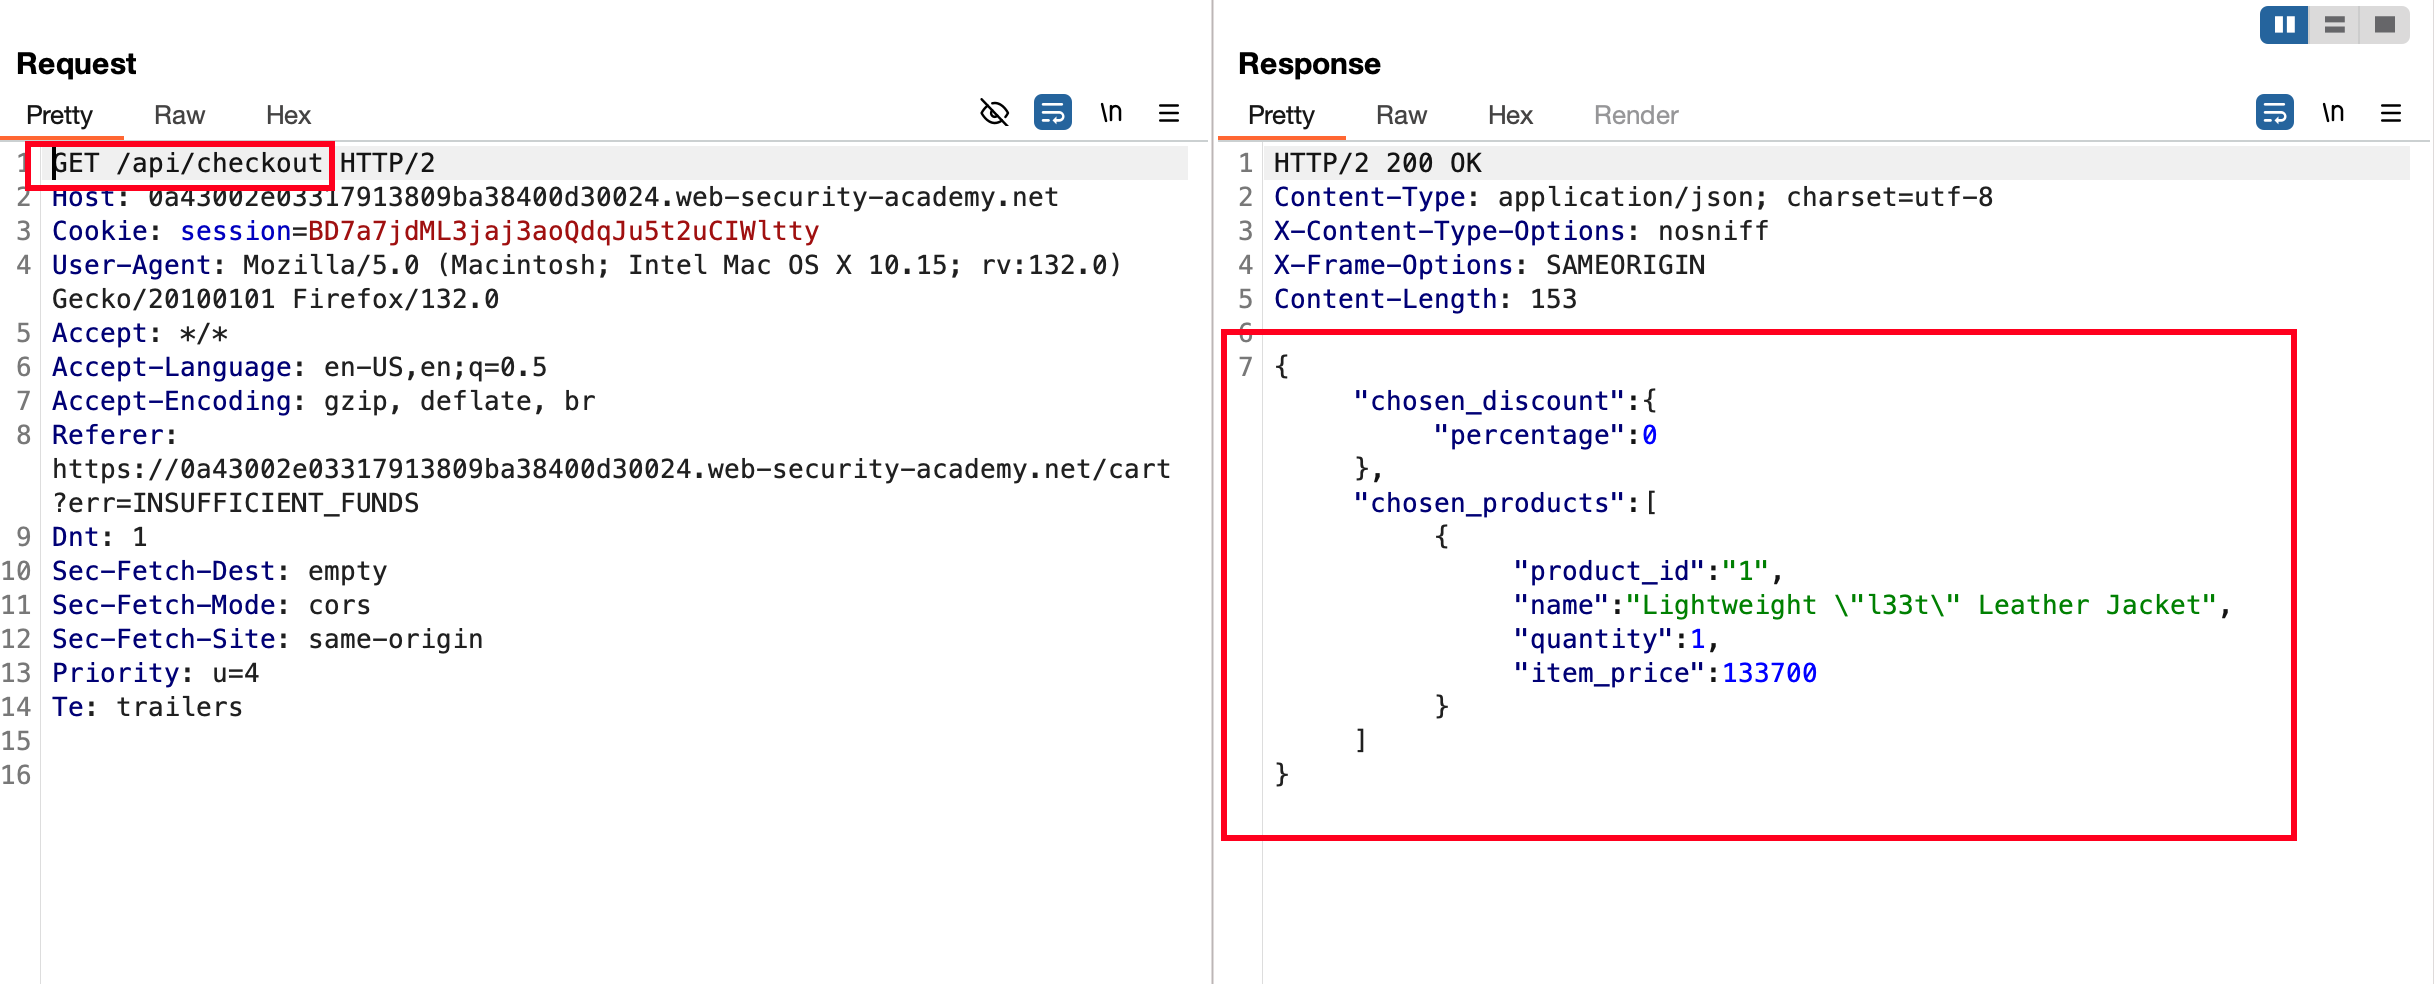 Request
Pretty Raw Hex \n
1 GET /api/checkout HTTP/2
2 Host: 0a43002e03317913809ba38400d30024.web-security-academy.net
3 Cookie: session=BD7a7jdML3jaj3aoQdqJu5t2uCIWltty
4 User-Agent: Mozilla/5.0 (Macintosh; Intel Mac OS X 10.15; rv:132.0)
Gecko/20100101 Firefox/132.0
5 Accept: */*
6 Accept-Language: en-US,en;q=0.5
7 Accept-Encoding: gzip, deflate, br
8 Referer:
https://0a43002e03317913809ba38400d30024.web-security-academy.net/cart
?err=INSUFFICIENT_FUNDS
9 Dnt: 1
10 Sec-Fetch-Dest: empty
11 Sec-Fetch-Mode: cors
12 Sec-Fetch-Site: same-origin
13 Priority: u=4
14 Te: trailers
15
16
Response
Pretty Raw Hex Render \n
1 HTTP/2 200 OK
2 Content-Type: application/json; charset=utf-8
3 X-Content-Type-Options: nosniff
4 X-Frame-Options: SAMEORIGIN
5 Content-Length: 153
6
7 {
"chosen_discount":{
"percentage":0
},
"chosen_products":[
{
"product_id":"1",
"name":"Lightweight \"l33t\" Leather Jacket",
"quantity":1,
"item_price":133700
}
]
}